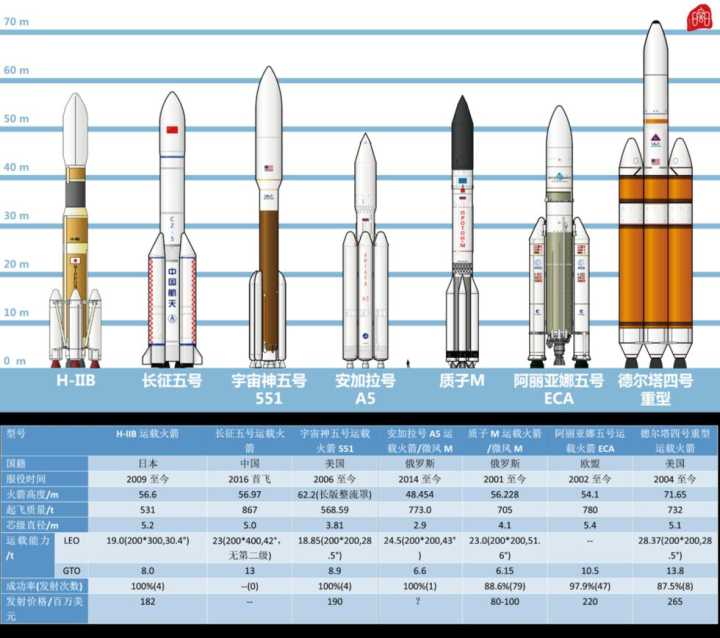 70 m
60 m
50 m
40 m
30 m
20 m
10 m
0 m
CZ-5
中国航天
H-IIB
长征五号
宇宙神五号
551
安加拉号
A5
质子M
阿丽亚娜五号
ECA
德尔塔四号
重型
型号 H-IIB 运载火箭 长征五号运载火箭 宇宙神五号运载火箭 551 安加拉号 A5 运载火箭/微风 M 质子 M 运载火箭/微风 M 阿丽亚娜五号运载火箭 ECA 德尔塔四号重型运载火箭
国籍 日本 中国 美国 俄罗斯 俄罗斯 欧盟 美国
服役时间 2009 至今 2016 首飞 2006 至今 2014 至今 2001 至今 2002 至今 2004 至今
火箭高度/m 56.6 56.97 62.2(长版整流罩) 48.454 56.228 54.1 71.65
起飞质量/t 531 867 568.59 773.0 705 780 732
芯级直径/m 5.2 5.0 3.81 2.9 4.1 5.4 5.1
运载能力/t LEO 19.0(200*300,30.4°) 23(200*400,42°,无第二级) 18.85(200*200,28.5°) 24.5(200*200,43°) 23.0(200*200,51.6°) -- 28.37(200*200,28.5°)
GTO 8.0 13 8.9 6.6 6.15 10.5 13.8
成功率(发射次数) 100%(4) --(0) 100%(4) 100%(1) 88.6%(79) 97.9%(47) 87.5%(8)
发射价格/百万美元 182 -- 190 ? 80-100 220 265